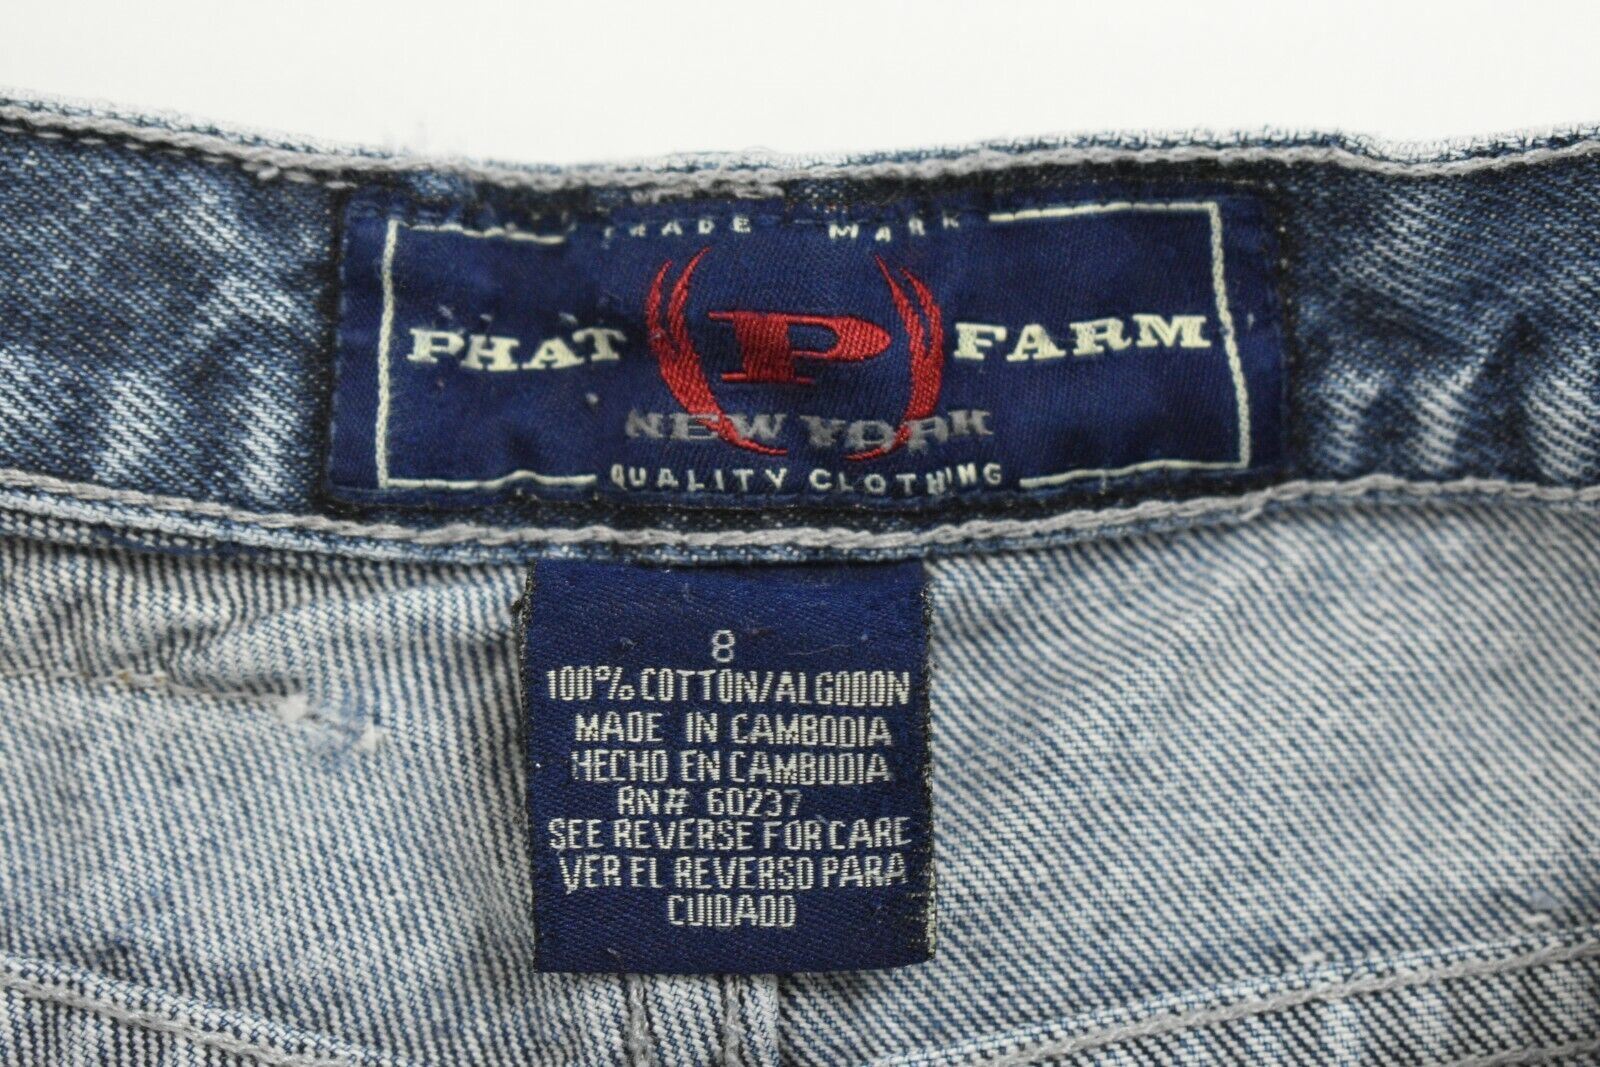 TRADE MARK
PHAT P FARM
NEW YORK
QUALITY CLOTHING
8
100% COTTON/ALGODON
MADE IN CAMBODIA
HECHO EN CAMBODIA
RN# 60237
SEE REVERSE FOR CARE
VER EL REVERSO PARA
CUIDADO